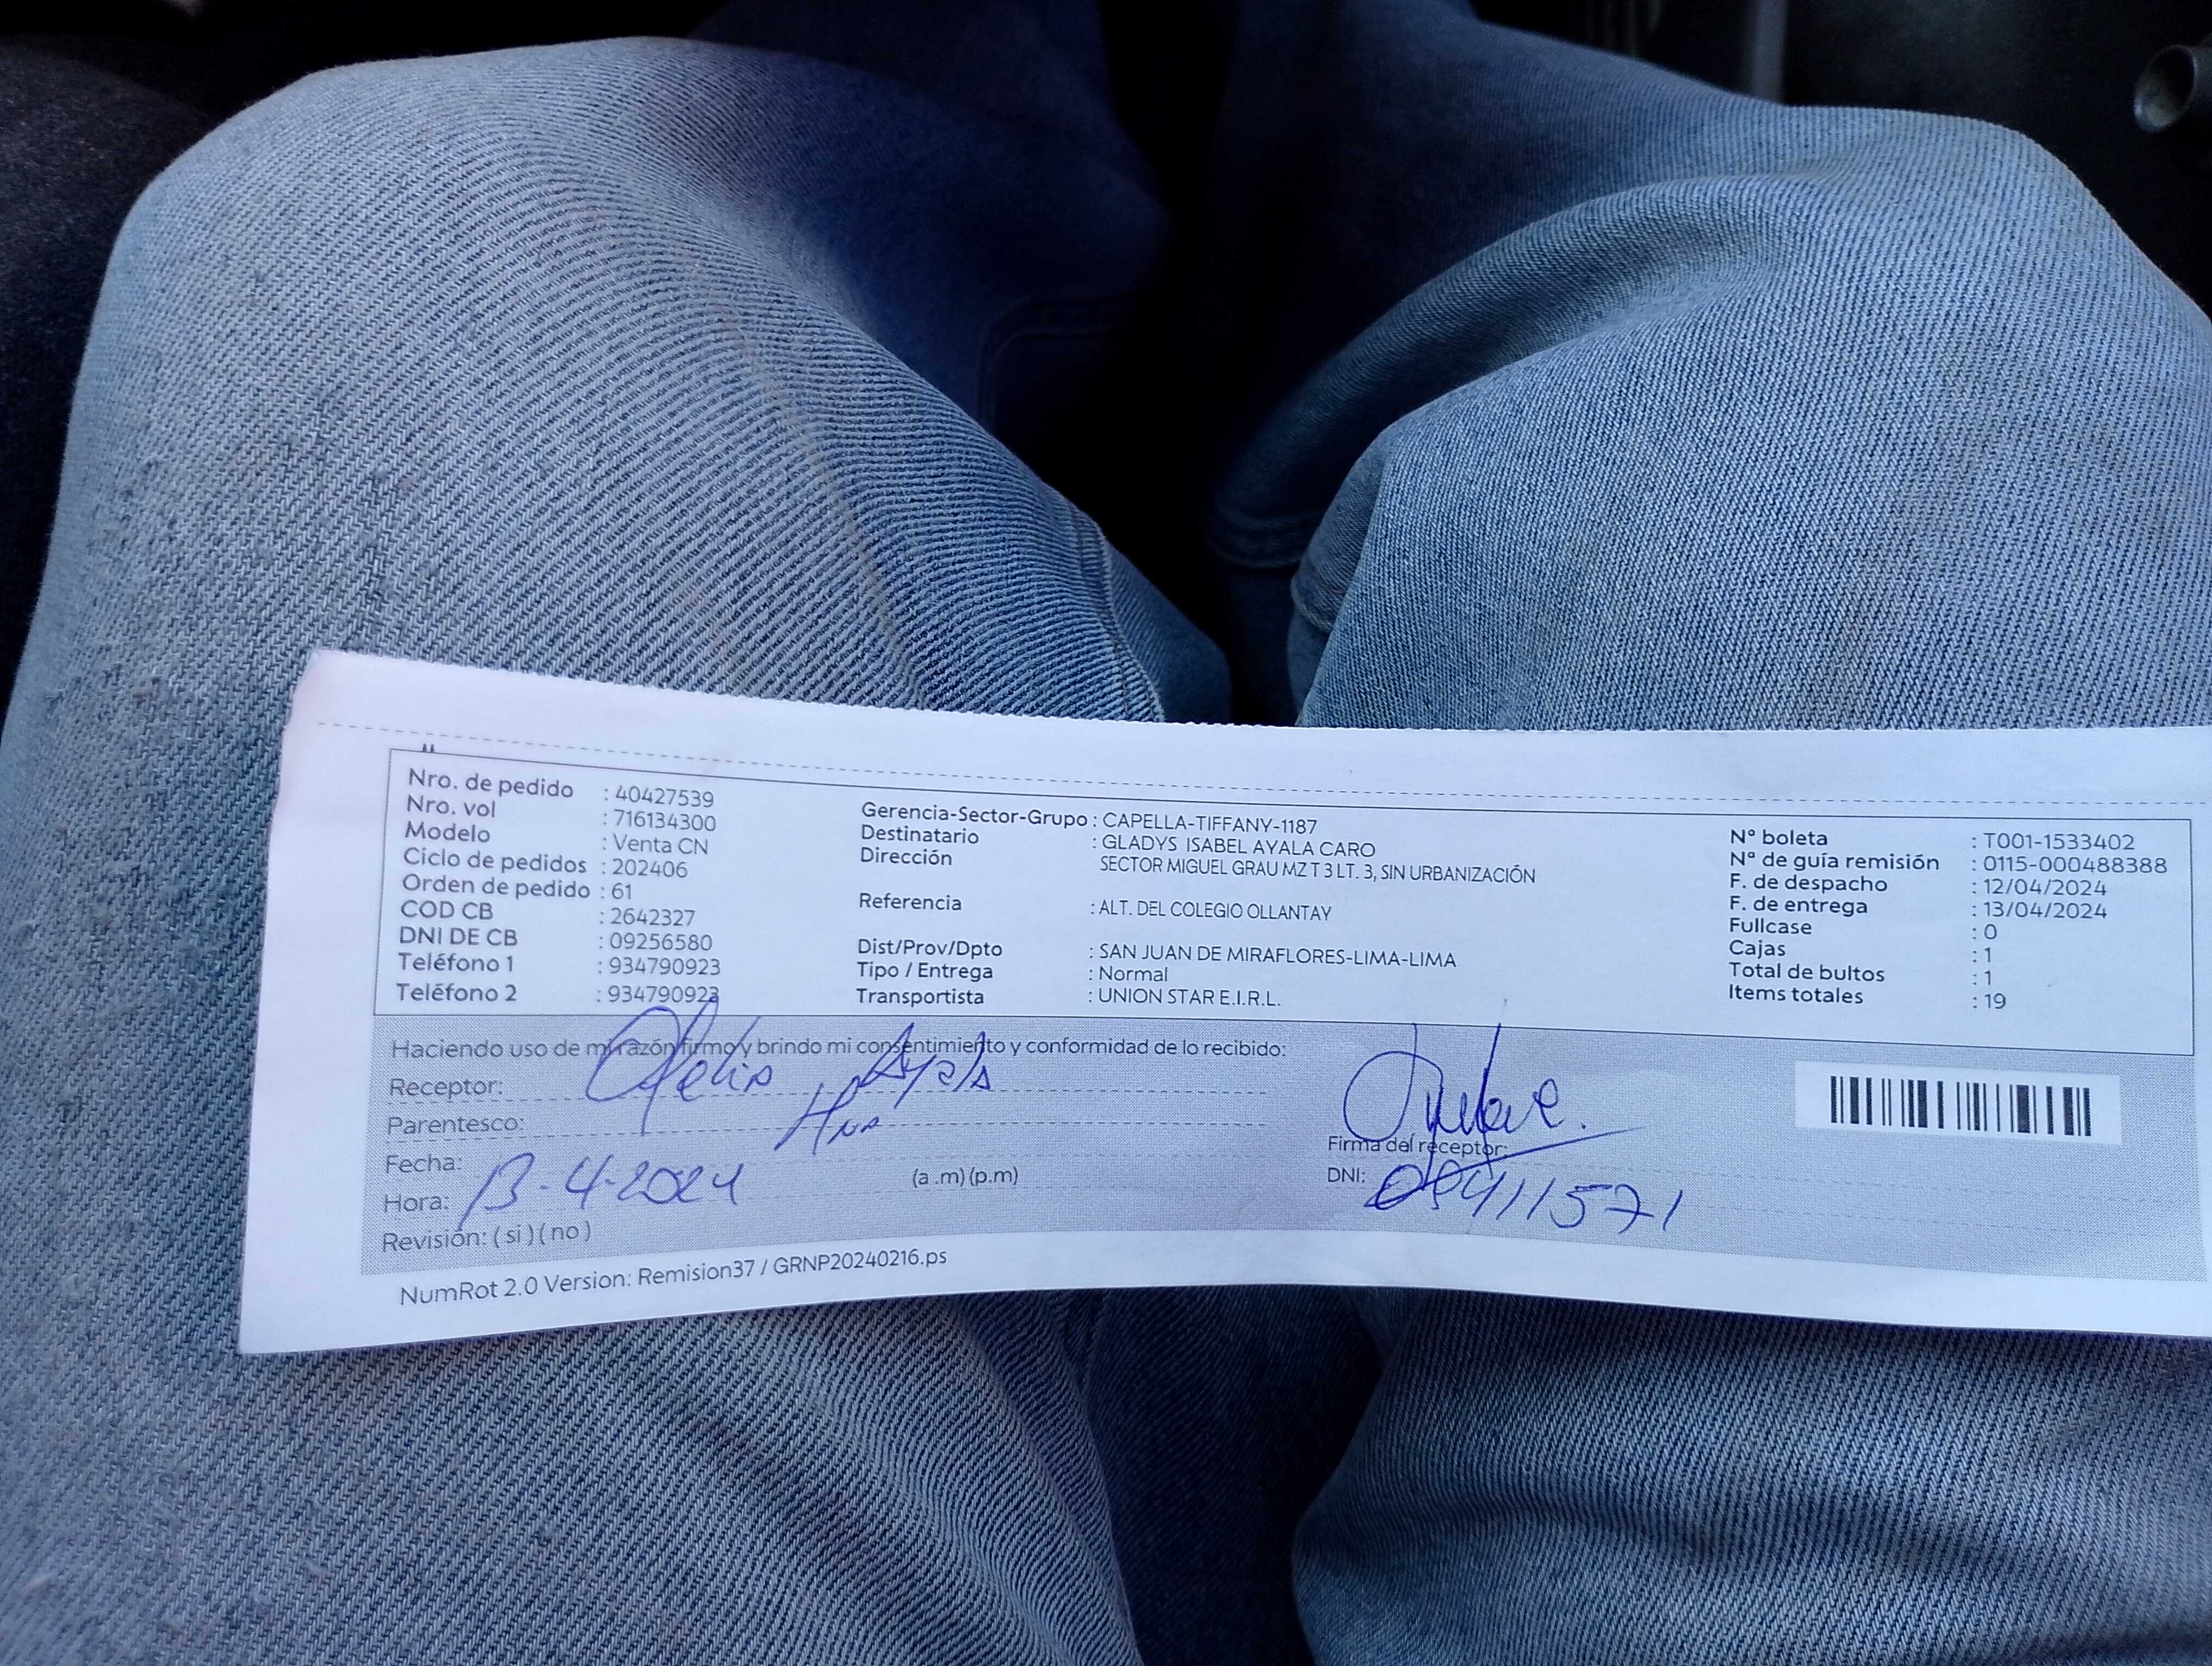 Nro. de pedido : 40427539
Nro. vol : 716134300
Modelo : Venta CN
Ciclo de pedidos : 202406
Orden de pedido : 61
COD CB : 2642327
DNI DE CB : 09256580
Teléfono 1 : 934790923
Teléfono 2 : 934790923
Gerencia-Sector-Grupo : CAPELLA-TIFFANY-1187
Destinatario : GLADYS ISABEL AYALA CARO
Dirección SECTOR MIGUEL GRAU MZ T 3 LT. 3, SIN URBANIZACIÓN
Referencia : ALT. DEL COLEGIO OLLANTAY
Dist/Prov/Dpto : SAN JUAN DE MIRAFLORES-LIMA-LIMA
Tipo / Entrega : Normal
Transportista : UNION STAR E.I.R.L.
N° boleta : T001-1533402
N° de guía remisión : 0115-000488388
F. de despacho : 12/04/2024
F. de entrega : 13/04/2024
Fullcase : 0
Cajas : 1
Total de bultos : 1
Items totales : 19
Haciendo uso de mi razón firmo y brindo mi consentimiento y conformidad de lo recibido:
Receptor: Ayala
Parentesco: Hna
Fecha: 13-4-2024
Hora: (a .m) (p.m)
Revisión: ( si ) ( no )
Firma del receptor:
DNI:
NumRot 2.0 Version: Remision37 / GRNP20240216.ps